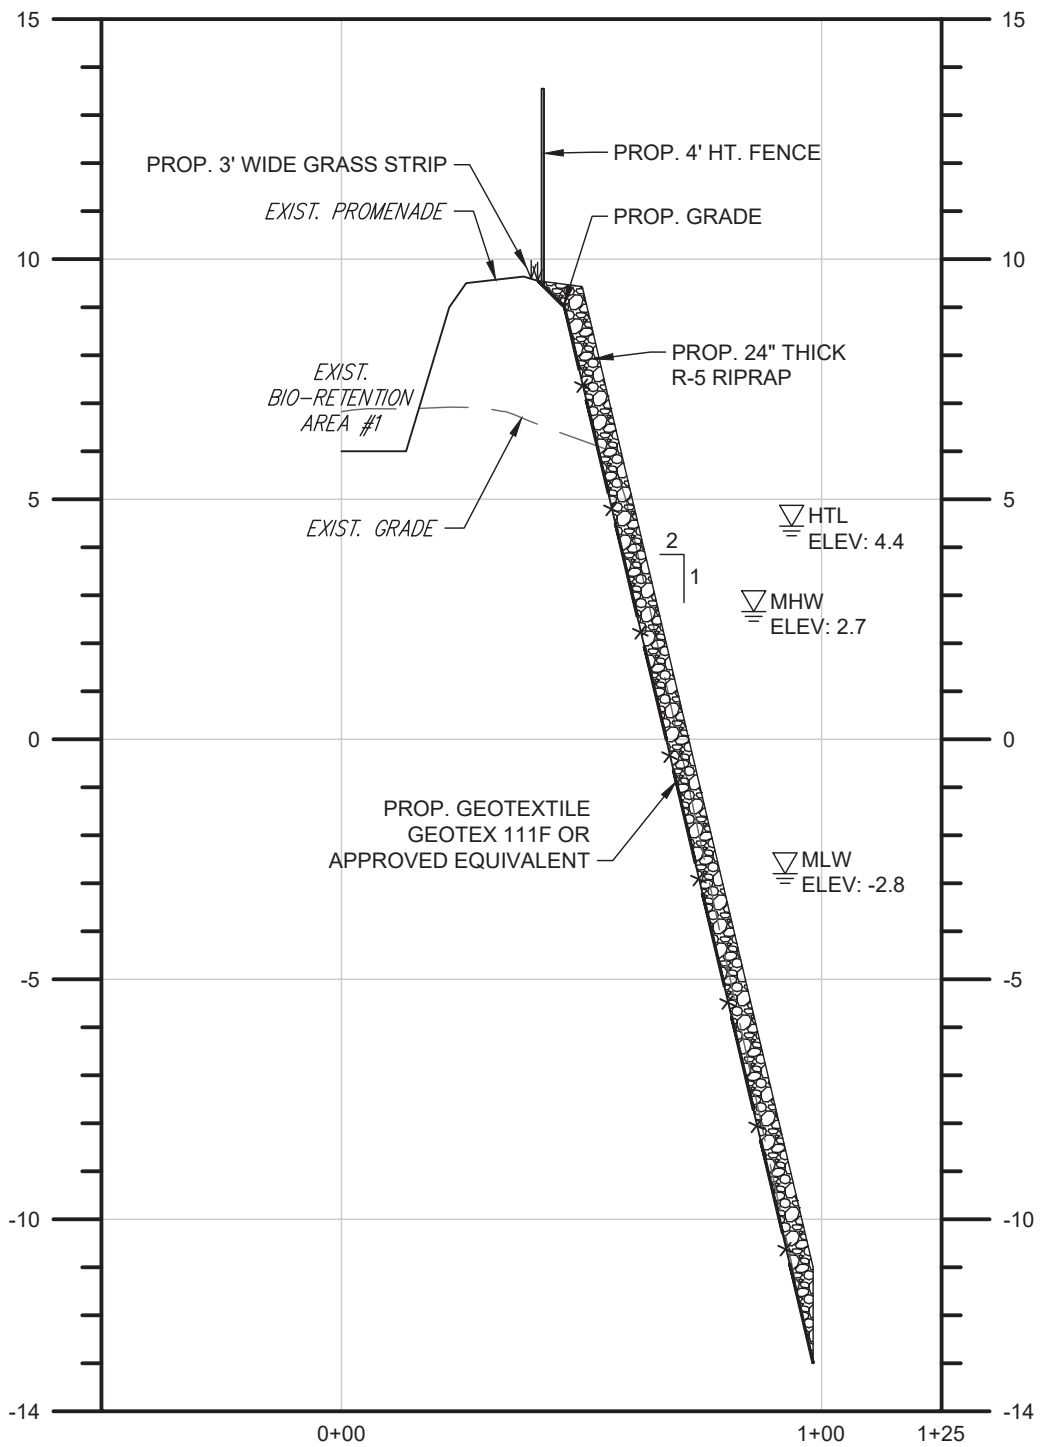 15
15
PROP. 3' WIDE GRASS STRIP
PROP. 4' HT. FENCE
EXIST. PROMENADE
PROP. GRADE
10
10
PROP. 24" THICK
R-5 RIPRAP
EXIST.
BIO-RETENTION
AREA #1
5
5
HTL
ELEV: 4.4
EXIST. GRADE
2
1
MHW
ELEV: 2.7
0
0
PROP. GEOTEXTILE
GEOTEX 111F OR
APPROVED EQUIVALENT
MLW
ELEV: -2.8
-5
-5
-10
-10
-14
-14
0+00
1+00
1+25